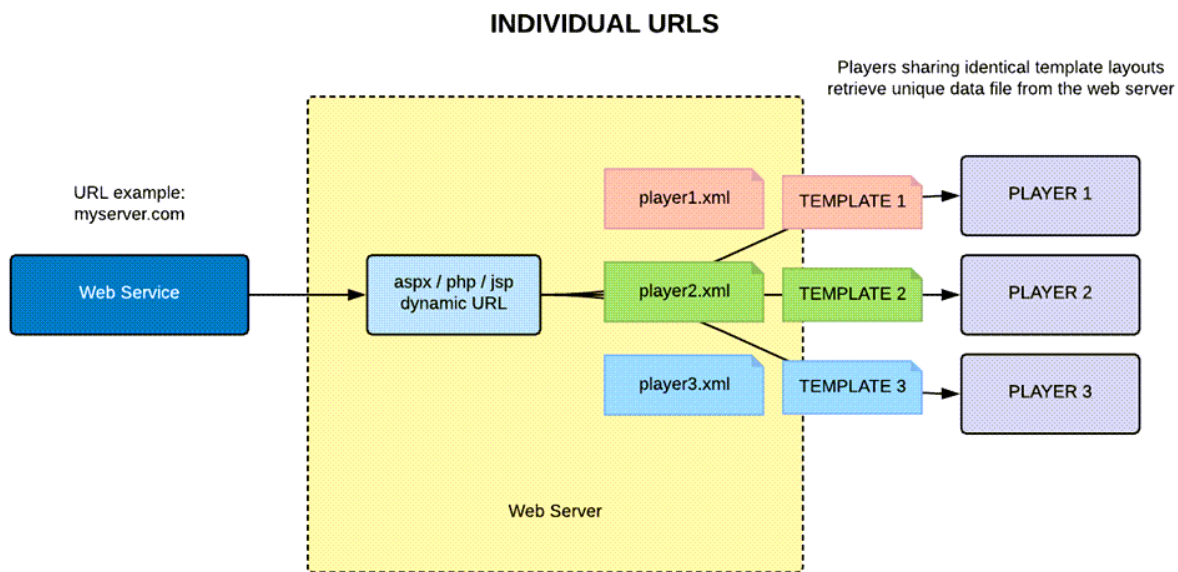 INDIVIDUAL URLS
Players sharing identical template layouts
retrieve unique data file from the web server
URL example:
myserver.com
Web Service
aspx / php / jsp
dynamic URL
player1.xml
TEMPLATE 1
PLAYER 1
player2.xml
TEMPLATE 2
PLAYER 2
player3.xml
TEMPLATE 3
PLAYER 3
Web Server